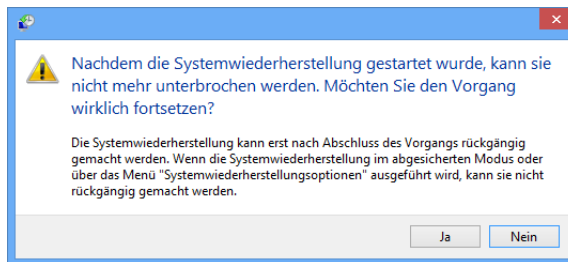 Nachdem die Systemwiederherstellung gestartet wurde, kann sie
nicht mehr unterbrochen werden. Möchten Sie den Vorgang
wirklich fortsetzen?
Die Systemwiederherstellung kann erst nach Abschluss des Vorgangs rückgängig
gemacht werden. Wenn die Systemwiederherstellung im abgesicherten Modus oder
über das Menü "Systemwiederherstellungsoptionen" ausgeführt wird, kann sie nicht
rückgängig gemacht werden.
Ja
Nein